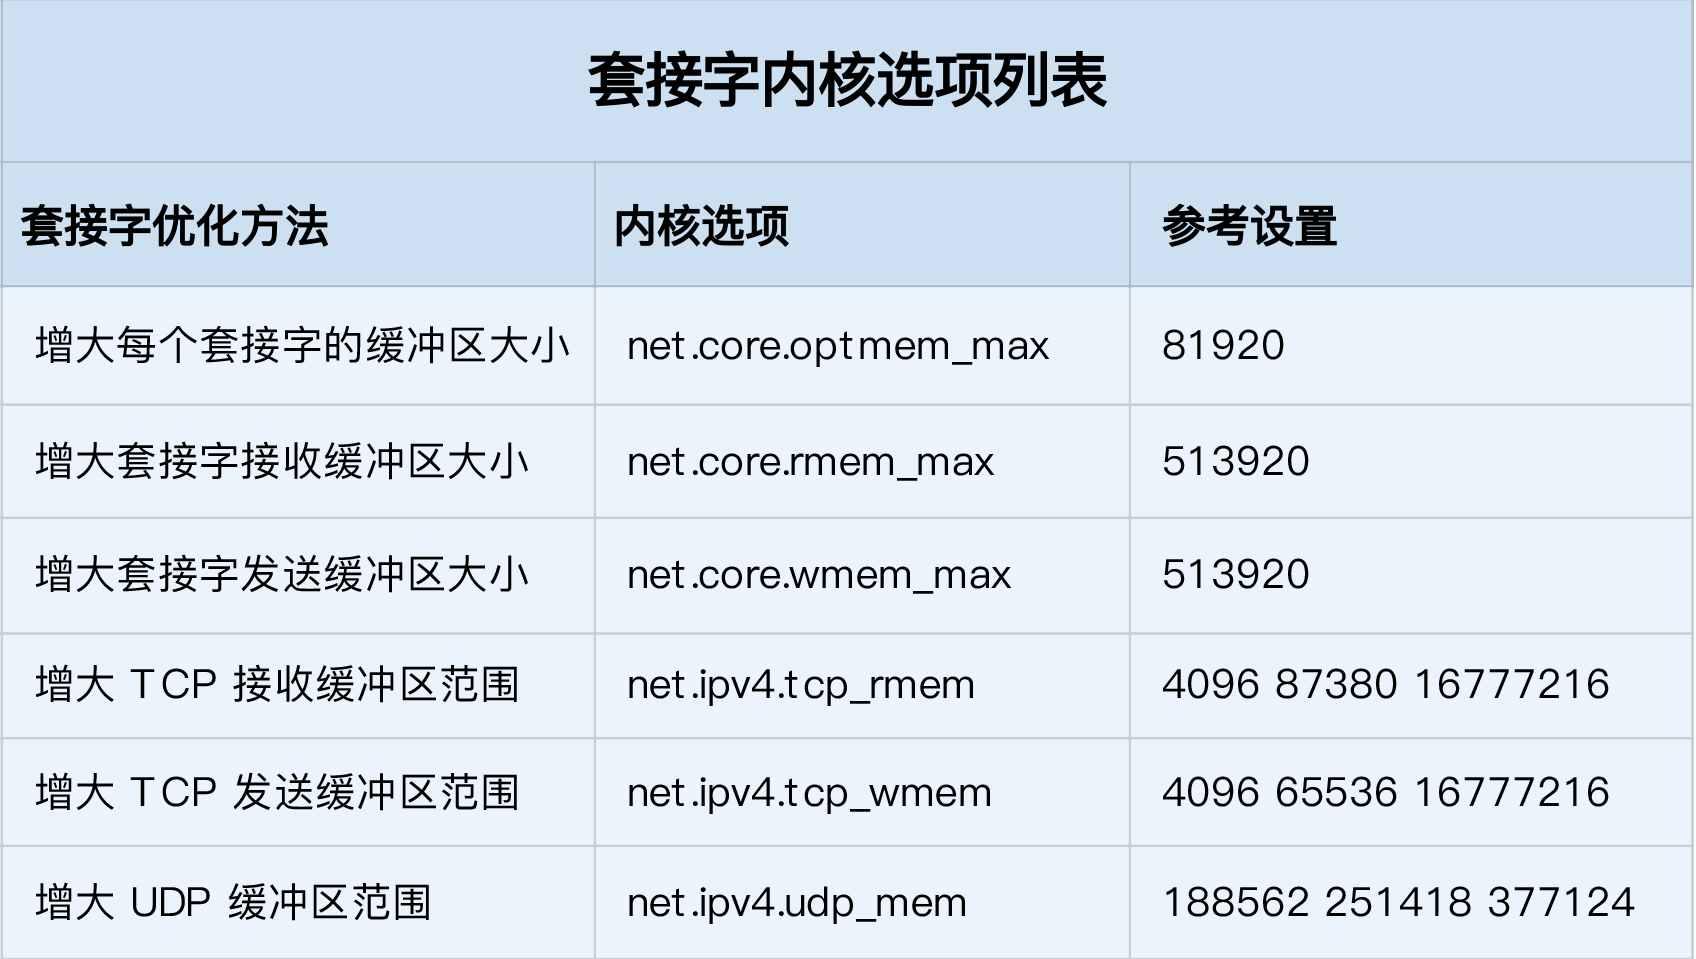 套接字内核选项列表
套接字优化方法 内核选项 参考设置
增大每个套接字的缓冲区大小 net.core.optmem_max 81920
增大套接字接收缓冲区大小 net.core.rmem_max 513920
增大套接字发送缓冲区大小 net.core.wmem_max 513920
增大 TCP 接收缓冲区范围 net.ipv4.tcp_rmem 4096 87380 16777216
增大 TCP 发送缓冲区范围 net.ipv4.tcp_wmem 4096 65536 16777216
增大 UDP 缓冲区范围 net.ipv4.udp_mem 188562 251418 377124